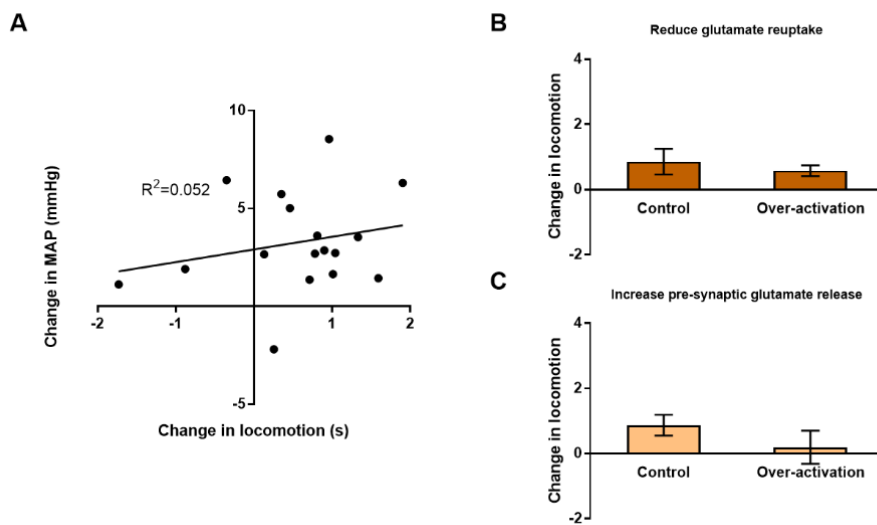 A
Change in MAP (mmHg)
10
5
-5
-2
-1
1
2
R²=0.052
Change in locomotion (s)
B
Reduce glutamate reuptake
Change in locomotion
4
2
0
-2
Control
Over-activation
C
Increase pre-synaptic glutamate release
Change in locomotion
4
2
0
-2
Control
Over-activation